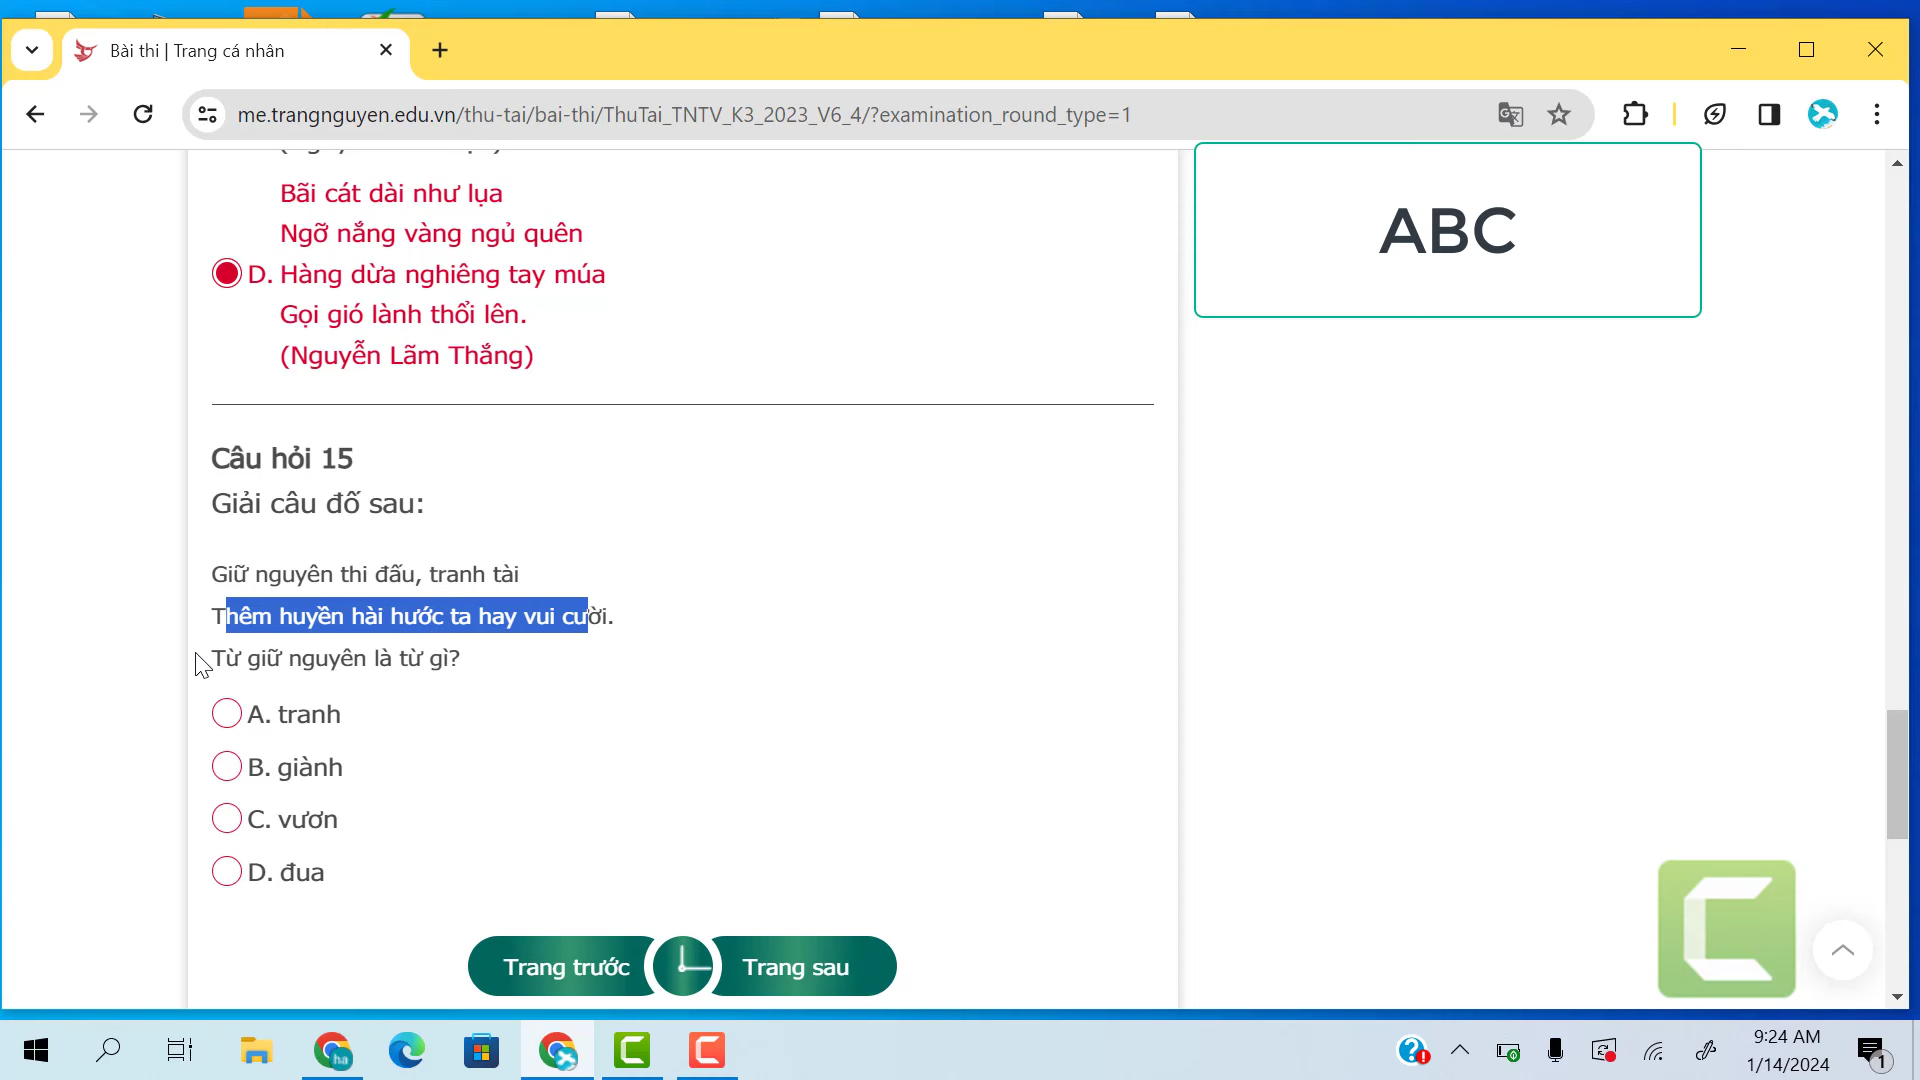 Bài thi | Trang cá nhân
me.trangnguyen.edu.vn/thu-tai/bai-thi/ThuTai_TNTV_K3_2023_V6_4/?examination_round_type=1
Bãi cát dài như lụa
Ngỡ nắng vàng ngủ quên
D. Hàng dừa nghiêng tay múa
Gọi gió lành thổi lên.
(Nguyễn Lãm Thắng)
ABC
Câu hỏi 15
Giải câu đố sau:
Giữ nguyên thi đấu, tranh tài
Thêm huyền hài hước ta hay vui cười.
Từ giữ nguyên là từ gì?
A. tranh
B. giành
C. vươn
D. đua
Trang trước
Trang sau
ha
9:24 AM
1/14/2024
1